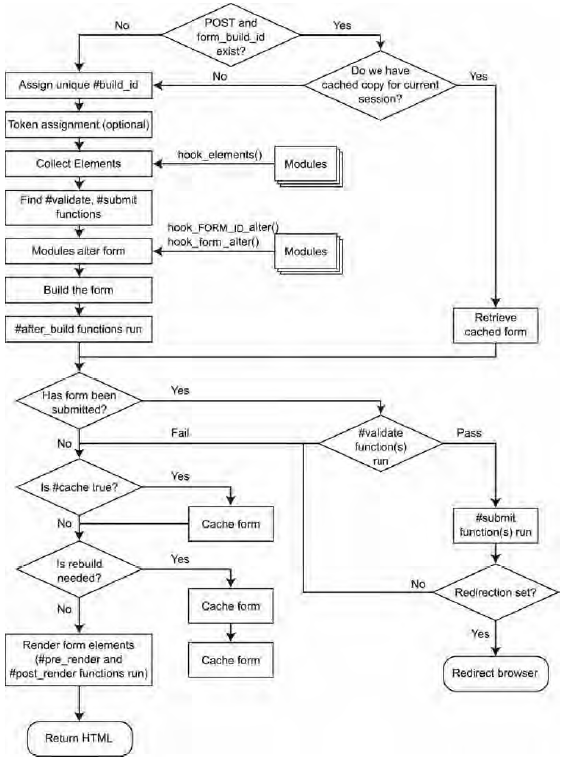 POST and
form_build_id
exist?
No
Yes
Assign unique #build_id
No
Do we have
cached copy for current
session?
Yes
Token assignment (optional)
Collect Elements
hook_elements()
Modules
Find #validate, #submit
functions
Modules alter form
hook_FORM_ID_alter()
hook_form_alter()
Modules
Build the form
#after_build functions run
Retrieve
cached form
Has form been
submitted?
Yes
No
Fail
#validate
function(s)
run
Pass
Is #cache true?
Yes
No
Cache form
#submit
function(s) run
Is rebuild
needed?
Yes
No
Cache form
Cache form
No
Redirection set?
Yes
Render form elements
(#pre_render and
#post_render functions run)
Redirect browser
Return HTML